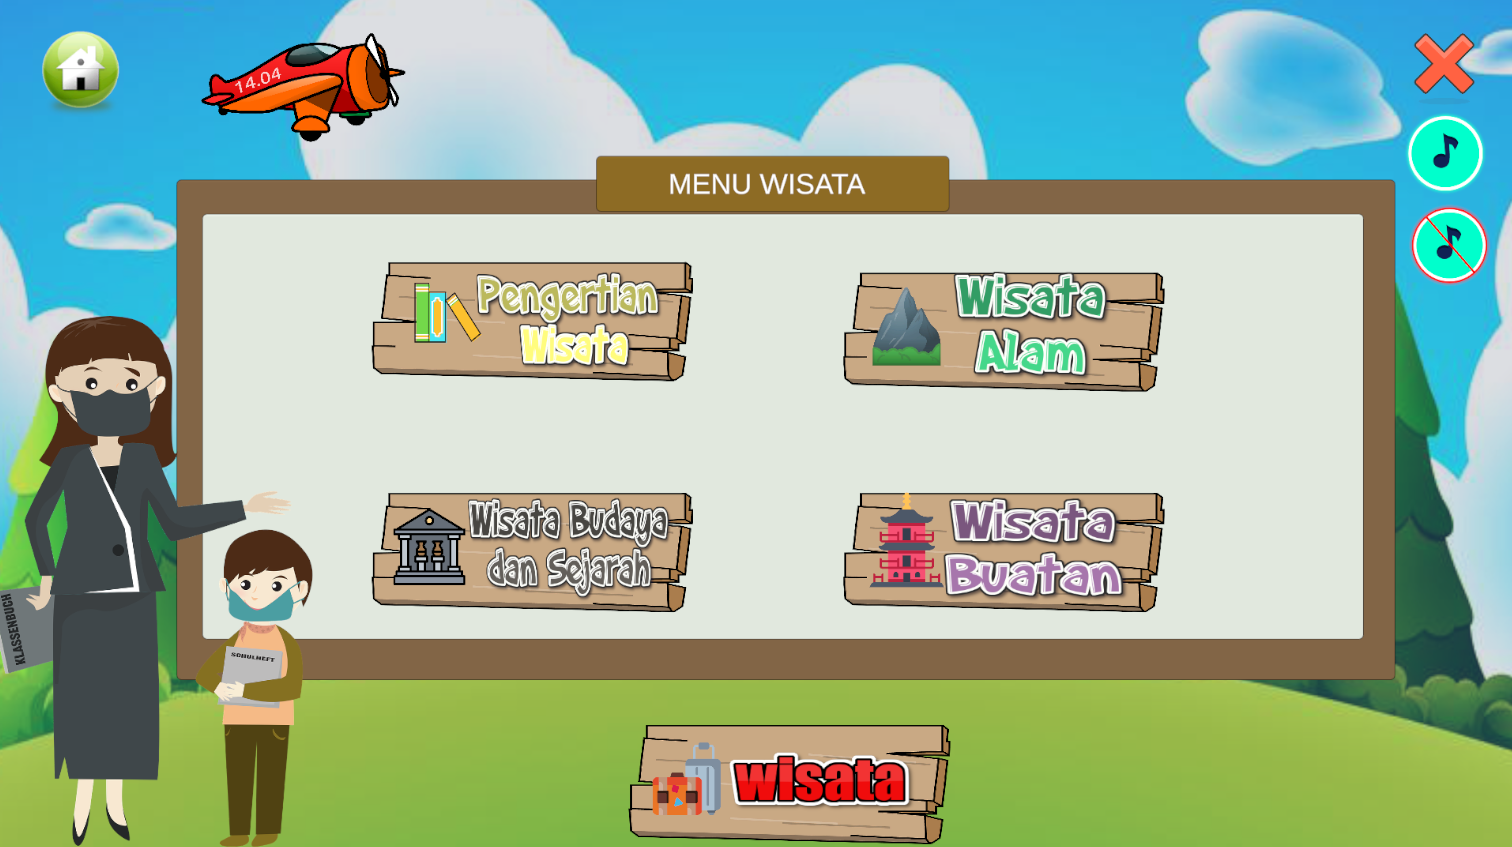 14.04
MENU WISATA
Pengertian
Wisata
Wisata
Alam
Wisata Budaya
dan Sejarah
Wisata
Buatan
KLASSENBUCH
SCHULHEFT
wisata